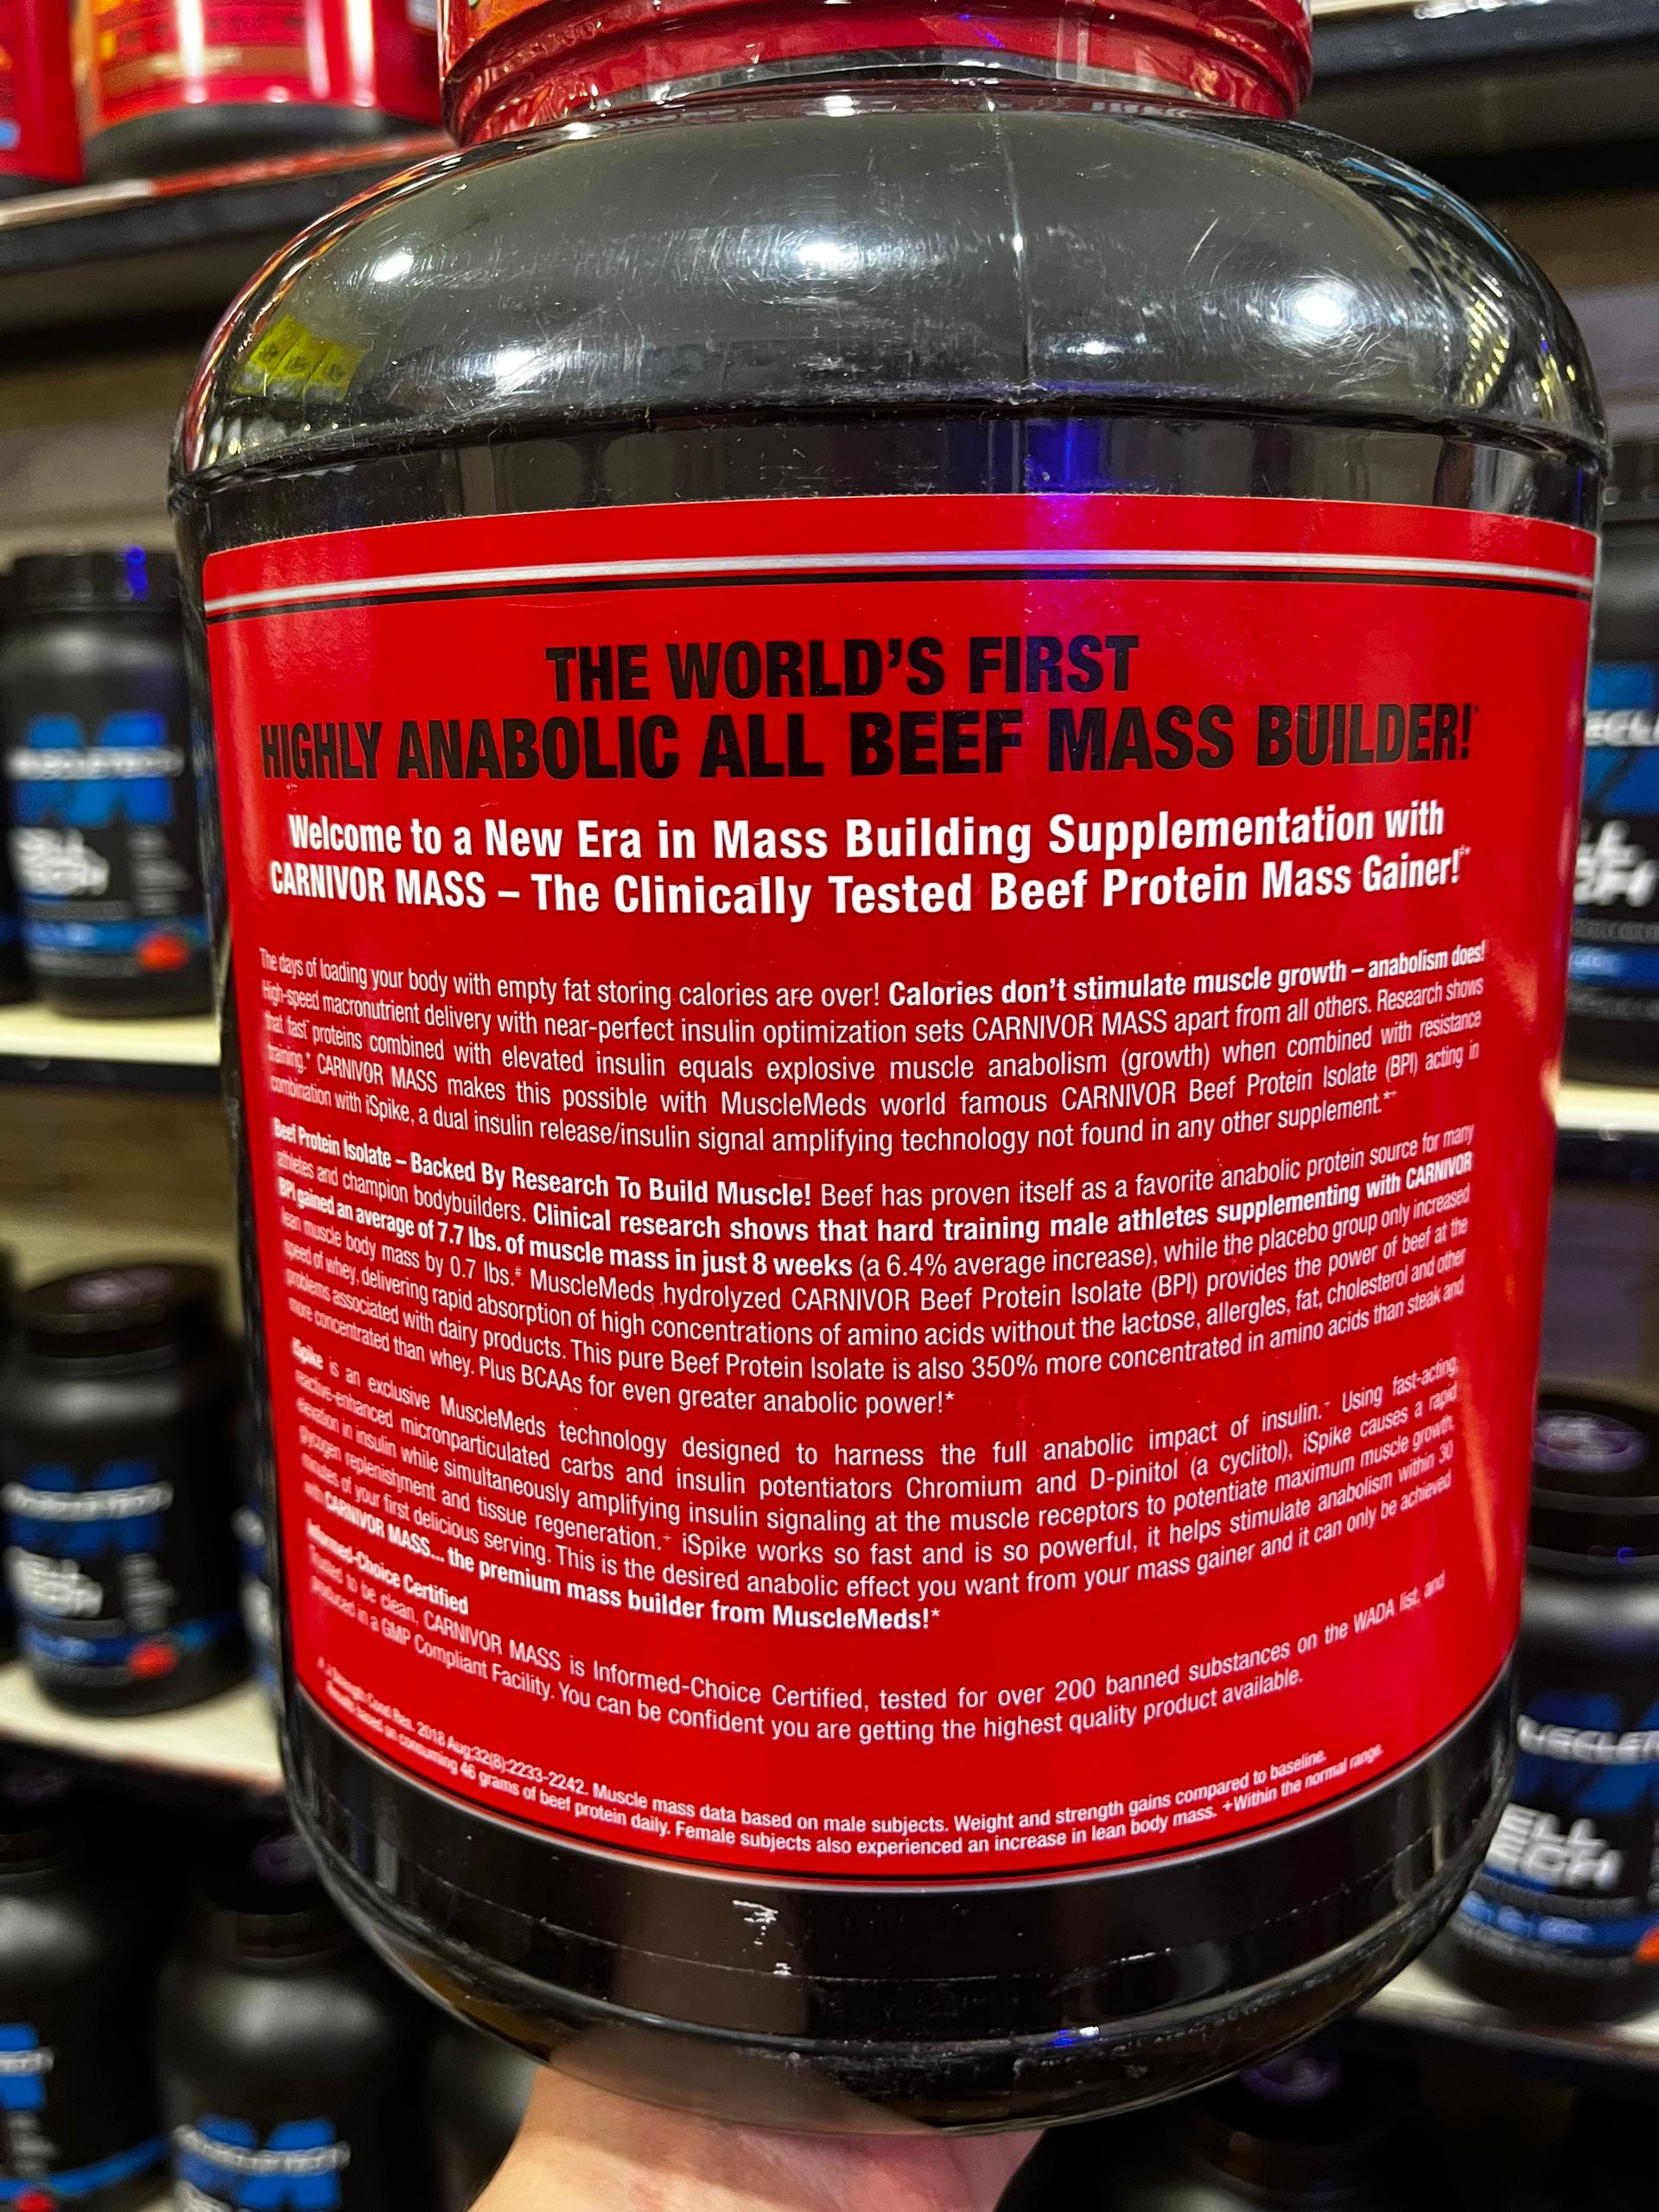 THE WORLD'S FIRST
HIGHLY ANABOLIC ALL BEEF MASS BUILDER!*
Welcome to a New Era in Mass Building Supplementation with
CARNIVOR MASS – The Clinically Tested Beef Protein Mass Gainer!‡*
The days of loading your body with empty fat storing calories are over! Calories don't stimulate muscle growth – anabolism does!
High-speed macronutrient delivery with near-perfect insulin optimization sets CARNIVOR MASS apart from all others. Research shows
that fast proteins combined with elevated insulin equals explosive muscle anabolism (growth) when combined with resistance
training.* CARNIVOR MASS makes this possible with MuscleMeds world famous CARNIVOR Beef Protein Isolate (BPI) acting in
combination with iSpike, a dual insulin release/insulin signal amplifying technology not found in any other supplement.*+
Beef Protein Isolate – Backed By Research To Build Muscle! Beef has proven itself as a favorite anabolic protein source for many
athletes and champion bodybuilders. Clinical research shows that hard training male athletes supplementing with CARNIVOR
BPI gained an average of 7.7 lbs. of muscle mass in just 8 weeks (a 6.4% average increase), while the placebo group only increased
lean muscle body mass by 0.7 lbs.‡ MuscleMeds hydrolyzed CARNIVOR Beef Protein Isolate (BPI) provides the power of beef at the
speed of whey, delivering rapid absorption of high concentrations of amino acids without the lactose, allergies, fat, cholesterol and other
problems associated with dairy products. This pure Beef Protein Isolate is also 350% more concentrated in amino acids than steak and
more concentrated than whey. Plus BCAAs for even greater anabolic power!*
iSpike is an exclusive MuscleMeds technology designed to harness the full anabolic impact of insulin.+ Using fast-acting,
reactive-enhanced micronparticulated carbs and insulin potentiators Chromium and D-pinitol (a cyclitol), iSpike causes a rapid
elevation in insulin while simultaneously amplifying insulin signaling at the muscle receptors to potentiate maximum muscle growth,
glycogen replenishment and tissue regeneration.+ iSpike works so fast and is so powerful, it helps stimulate anabolism within 30
minutes of your first delicious serving. This is the desired anabolic effect you want from your mass gainer and it can only be achieved
with CARNIVOR MASS... the premium mass builder from MuscleMeds!*
Informed-Choice Certified
Tested to be clean, CARNIVOR MASS is Informed-Choice Certified, tested for over 200 banned substances on the WADA list, and
produced in a GMP Compliant Facility. You can be confident you are getting the highest quality product available.
J Strength Cond Res. 2018 Aug;32(8):2233-2242. Muscle mass data based on male subjects. Weight and strength gains compared to baseline.
Results based on consuming 46 grams of beef protein daily. Female subjects also experienced an increase in lean body mass. +Within the normal range.